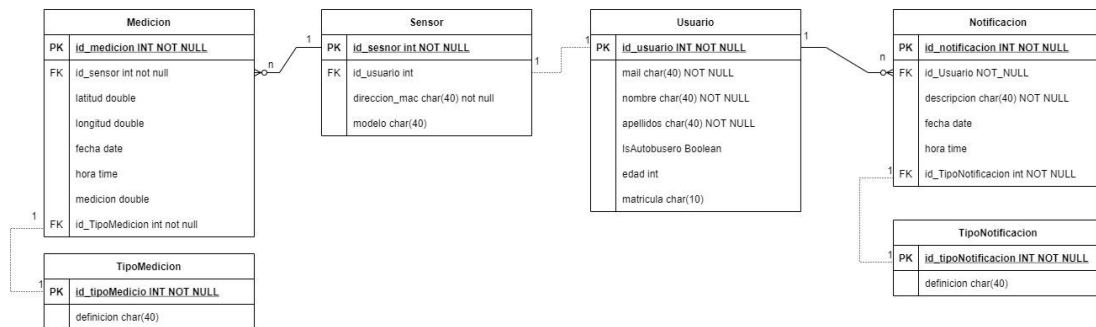 Medicion
PK id_medicion INT NOT NULL
FK id_sensor int not null
latitud double
longitud double
fecha date
hora time
medicion double
FK id_TipoMedicion int not null
1
n
1
1
TipoMedicion
PK id_tipoMedicio INT NOT NULL
definicion char(40)
Sensor
PK id_sesnor int NOT NULL
FK id_usuario int
direccion_mac char(40) not null
modelo char(40)
1
1
Usuario
PK id_usuario INT NOT NULL
mail char(40) NOT NULL
nombre char(40) NOT NULL
apellidos char(40) NOT NULL
IsAutobusero Boolean
edad int
matricula char(10)
1
n
Notificacion
PK id_notificacion INT NOT NULL
FK id_Usuario NOT_NULL
descripcion char(40) NOT NULL
fecha date
hora time
1 FK id_TipoNotificacion int NOT NULL
TipoNotificacion
1 PK id_tipoNotificacion INT NOT NULL
definicion char(40)